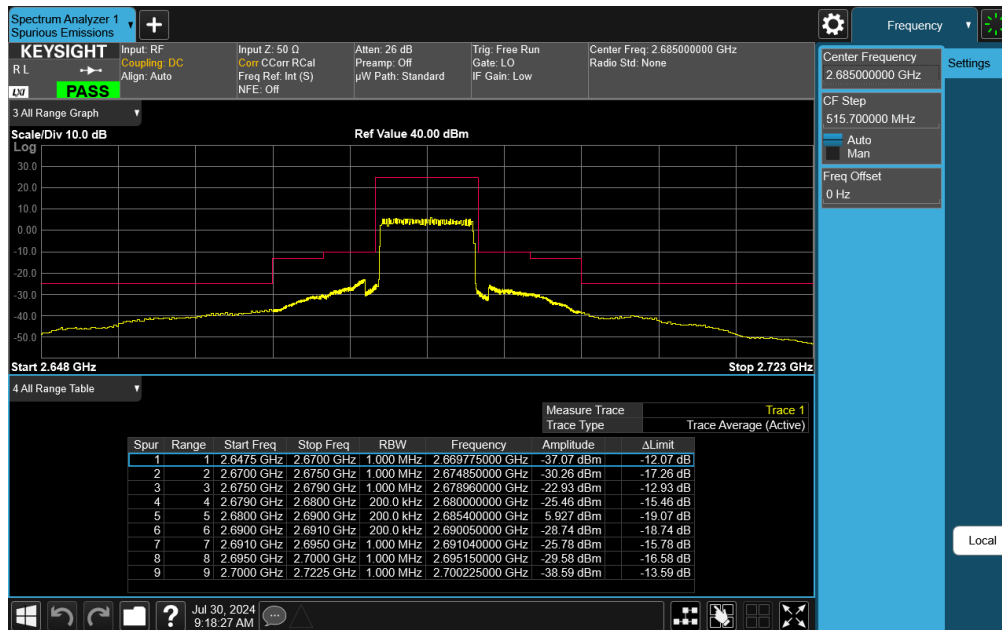 Spectrum Analyzer 1
Spurious Emissions
Frequency
KEYSIGHT
R L
LXI
PASS
Input: RF
Coupling: DC
Align: Auto
Input Z: 50 Ω
Corr CCorr RCal
Freq Ref: Int (S)
NFE: Off
Atten: 26 dB
Preamp: Off
µW Path: Standard
Trig: Free Run
Gate: LO
IF Gain: Low
Center Freq: 2.685000000 GHz
Radio Std: None
Center Frequency
2.685000000 GHz
Settings
CF Step
515.700000 MHz
Auto
Man
Freq Offset
0 Hz
3 All Range Graph
Scale/Div 10.0 dB
Ref Value 40.00 dBm
Log
30.0
20.0
10.0
0.00
-10.0
-20.0
-30.0
-40.0
-50.0
Start 2.648 GHz
Stop 2.723 GHz
4 All Range Table
Measure Trace Trace 1
Trace Type Trace Average (Active)
Spur Range Start Freq Stop Freq RBW Frequency Amplitude ΔLimit
1 1 2.6475 GHz 2.6700 GHz 1.000 MHz 2.669775000 GHz -37.07 dBm -12.07 dB
2 2 2.6700 GHz 2.6750 GHz 1.000 MHz 2.674850000 GHz -30.26 dBm -17.26 dB
3 3 2.6750 GHz 2.6790 GHz 1.000 MHz 2.678960000 GHz -22.93 dBm -12.93 dB
4 4 2.6790 GHz 2.6800 GHz 200.0 kHz 2.680000000 GHz -25.46 dBm -15.46 dB
5 5 2.6800 GHz 2.6900 GHz 200.0 kHz 2.685400000 GHz 5.927 dBm -19.07 dB
6 6 2.6900 GHz 2.6910 GHz 200.0 kHz 2.690050000 GHz -28.74 dBm -18.74 dB
7 7 2.6910 GHz 2.6950 GHz 1.000 MHz 2.691040000 GHz -25.78 dBm -15.78 dB
8 8 2.6950 GHz 2.7000 GHz 1.000 MHz 2.695150000 GHz -29.58 dBm -16.58 dB
9 9 2.7000 GHz 2.7225 GHz 1.000 MHz 2.700225000 GHz -38.59 dBm -13.59 dB
Local
?
Jul 30, 2024
9:18:27 AM